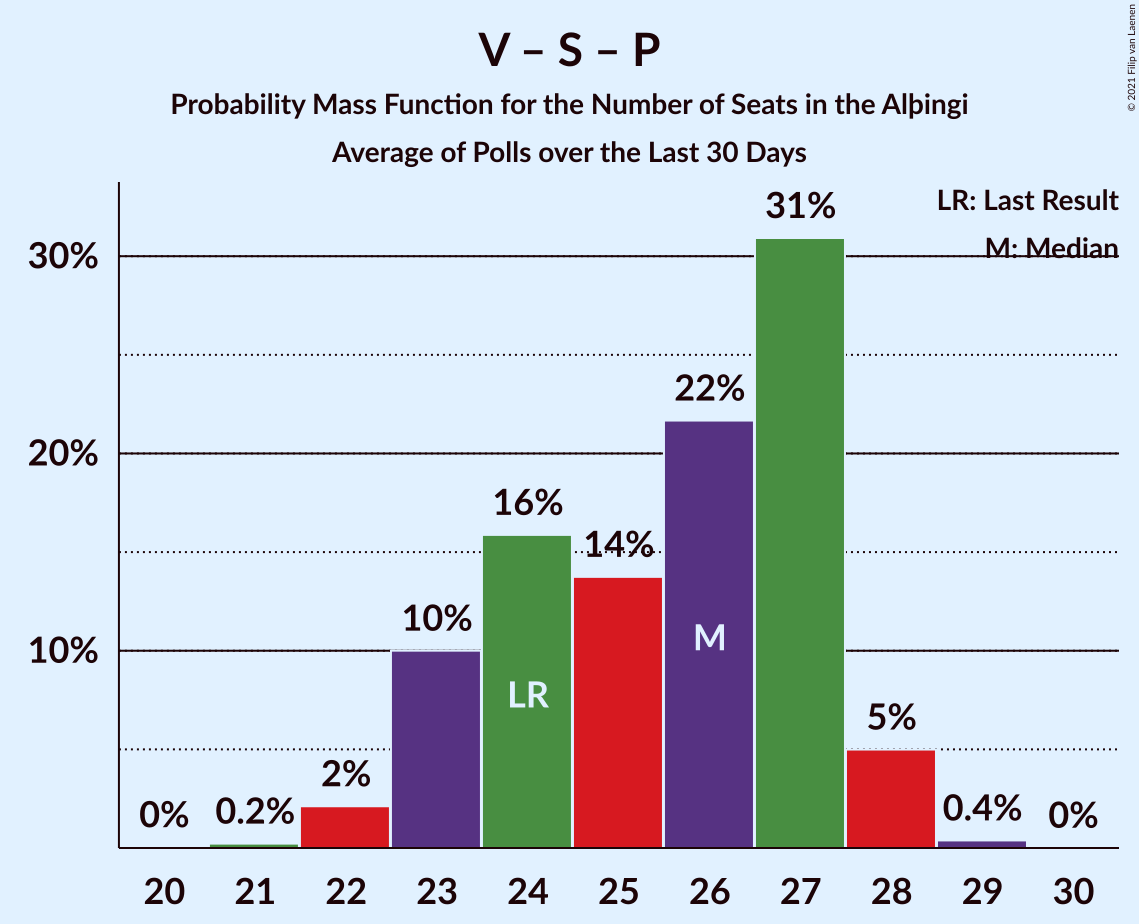 V – S – P
Probability Mass Function for the Number of Seats in the Alþingi
Average of Polls over the Last 30 Days
© 2021 Filip van Laenen
LR: Last Result
M: Median
30%
20%
10%
0%
0.2%
2%
10%
16%
14%
22%
31%
5%
0.4%
0%
LR
M
20 21 22 23 24 25 26 27 28 29 30